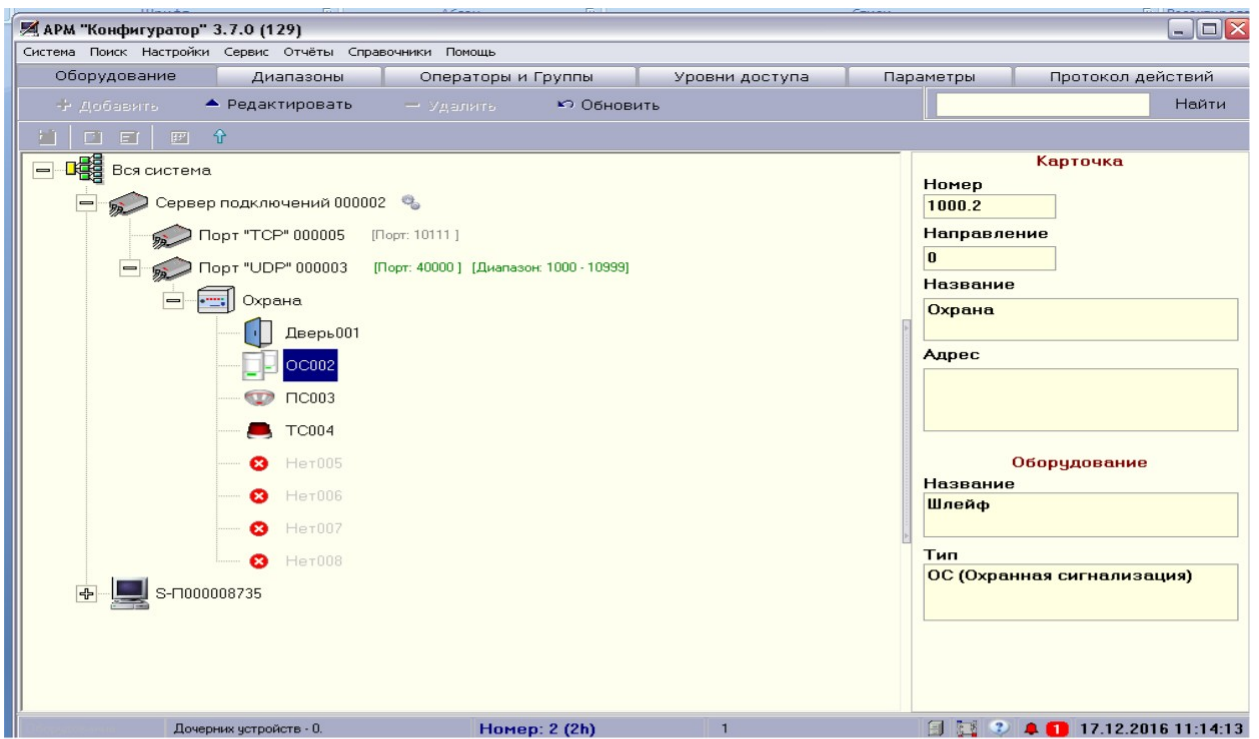 АРМ "Конфигуратор" 3.7.0 (129)
Система Поиск Настройки Сервис Отчёты Справочники Помощь
Оборудование Диапазоны Операторы и Группы Уровни доступа Параметры Протокол действий
Добавить Редактировать Удалить Обновить Найти
Вся система
Сервер подключений 000002
Порт "TCP" 000005 [Порт: 10111 ]
Порт "UDP" 000003 [Порт: 40000 ] [Диапазон: 1000 - 10999]
Охрана
Дверь001
ОС002
ПС003
ТС004
Нет005
Нет006
Нет007
Нет008
S-П000008735
Карточка
Номер
1000.2
Направление
0
Название
Охрана
Адрес
Оборудование
Название
Шлейф
Тип
ОС (Охранная сигнализация)
Дочерних устройств - 0. Номер: 2 (2h) 1 1 17.12.2016 11:14:13